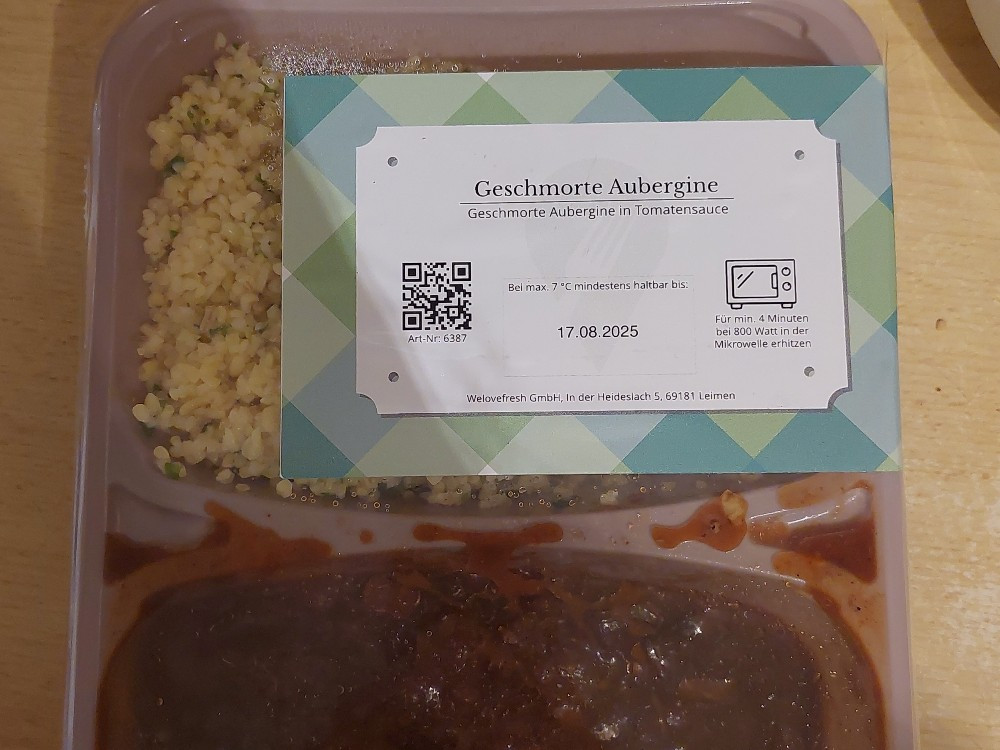 Geschmorte Aubergine
Geschmorte Aubergine in Tomatensauce
Bei max. 7 °C mindestens haltbar bis:
17.08.2025
Art-Nr: 6387
Für min. 4 Minuten
bei 800 Watt in der
Mikrowelle erhitzen
Welovefresh GmbH, In der Heideslach 5, 69181 Leimen